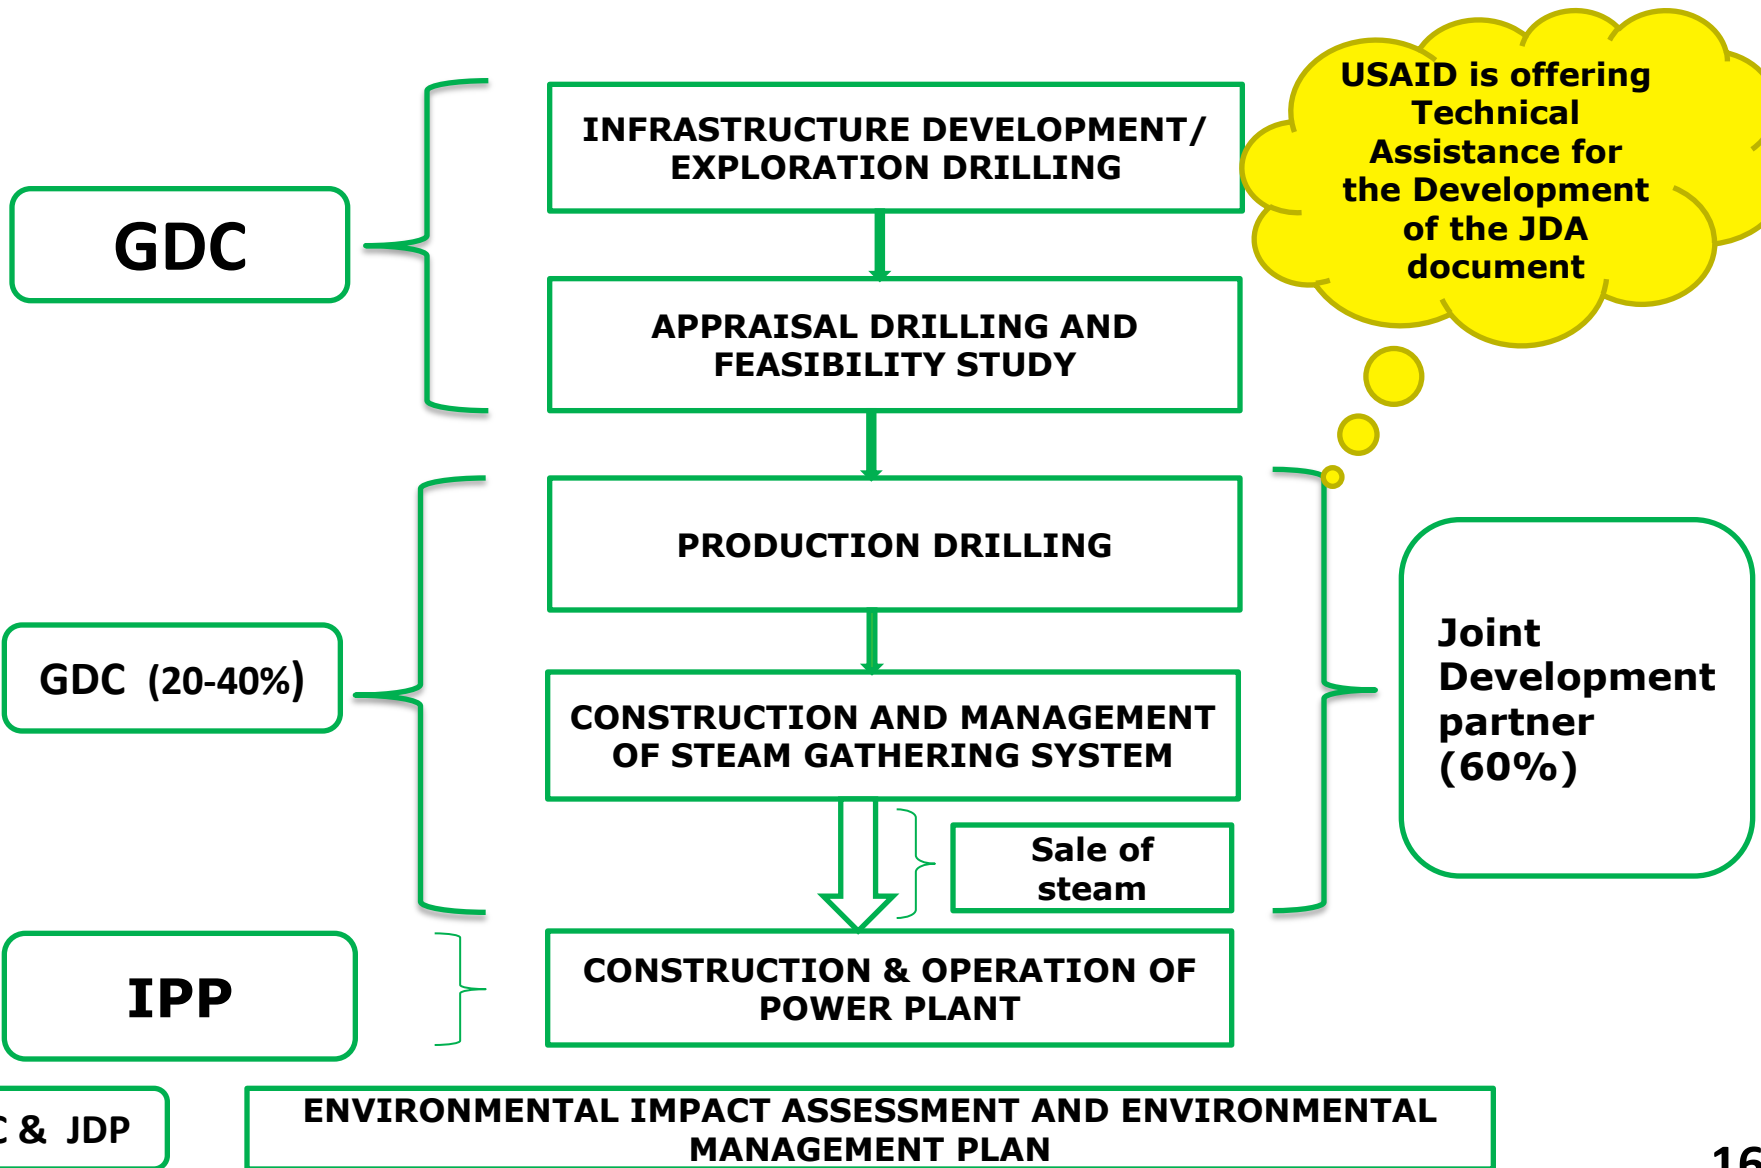 USAID is offering
Technical
Assistance for
the Development
of the JDA
document
INFRASTRUCTURE DEVELOPMENT/
EXPLORATION DRILLING
GDC
APPRAISAL DRILLING AND
FEASIBILITY STUDY
PRODUCTION DRILLING
GDC (20-40%)
CONSTRUCTION AND MANAGEMENT
OF STEAM GATHERING SYSTEM
Joint
Development
partner
(60%)
Sale of
steam
IPP
CONSTRUCTION & OPERATION OF
POWER PLANT
C & JDP
ENVIRONMENTAL IMPACT ASSESSMENT AND ENVIRONMENTAL
MANAGEMENT PLAN
16